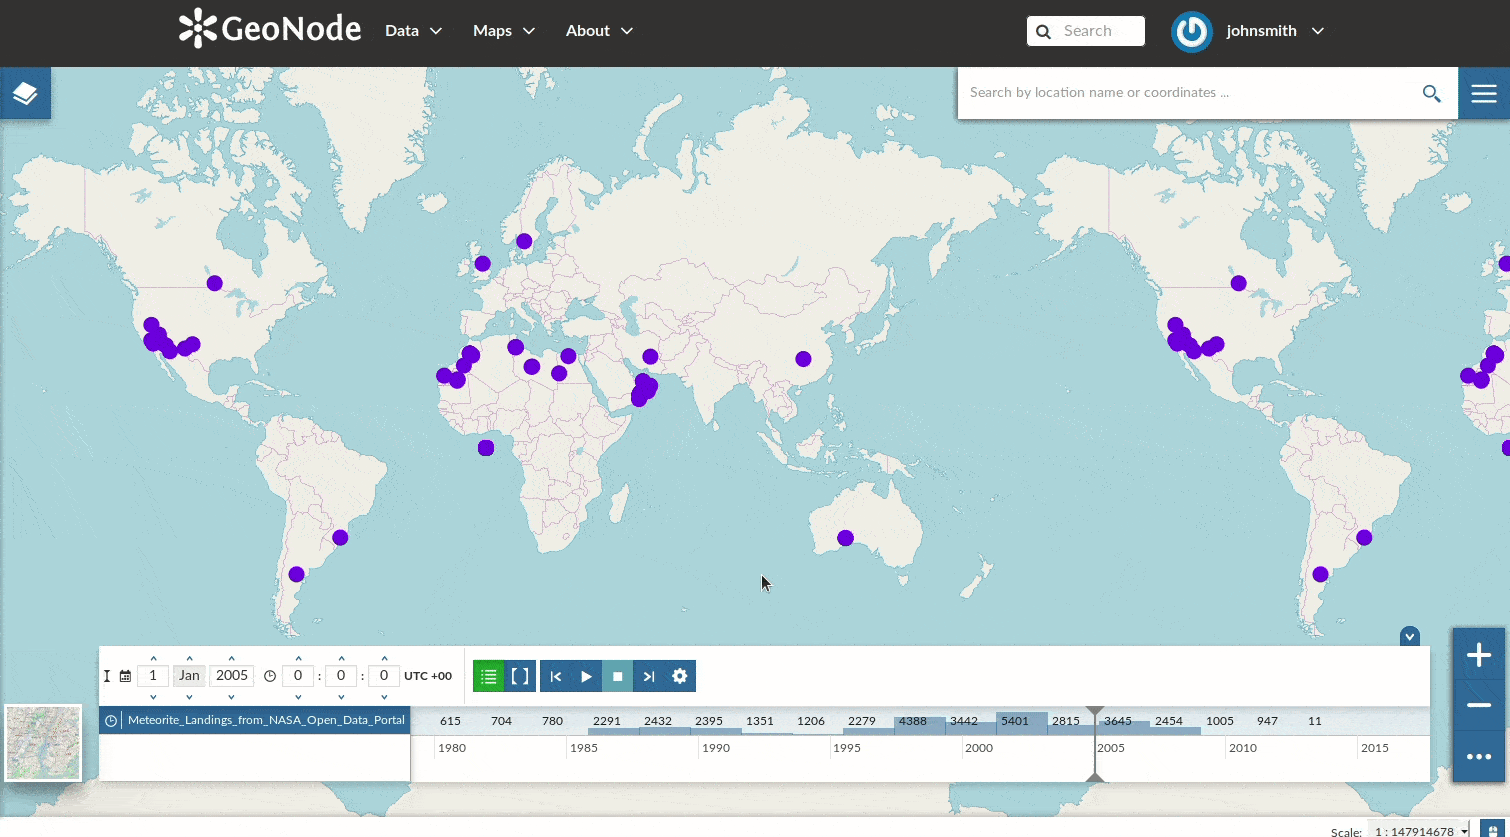 GeoNode Data Maps About Search johnsmith
Search by location name or coordinates ...
1 Jan 2005 0 : 0 : 0 UTC +00
Meteorite_Landings_from_NASA_Open_Data_Portal 615 704 780 2291 2432 2395 1351 1206 2279 4388 3442 5401 2815 3645 2454 1005 947 11
1980 1985 1990 1995 2000 2005 2010 2015
Scale: 1 : 147914678